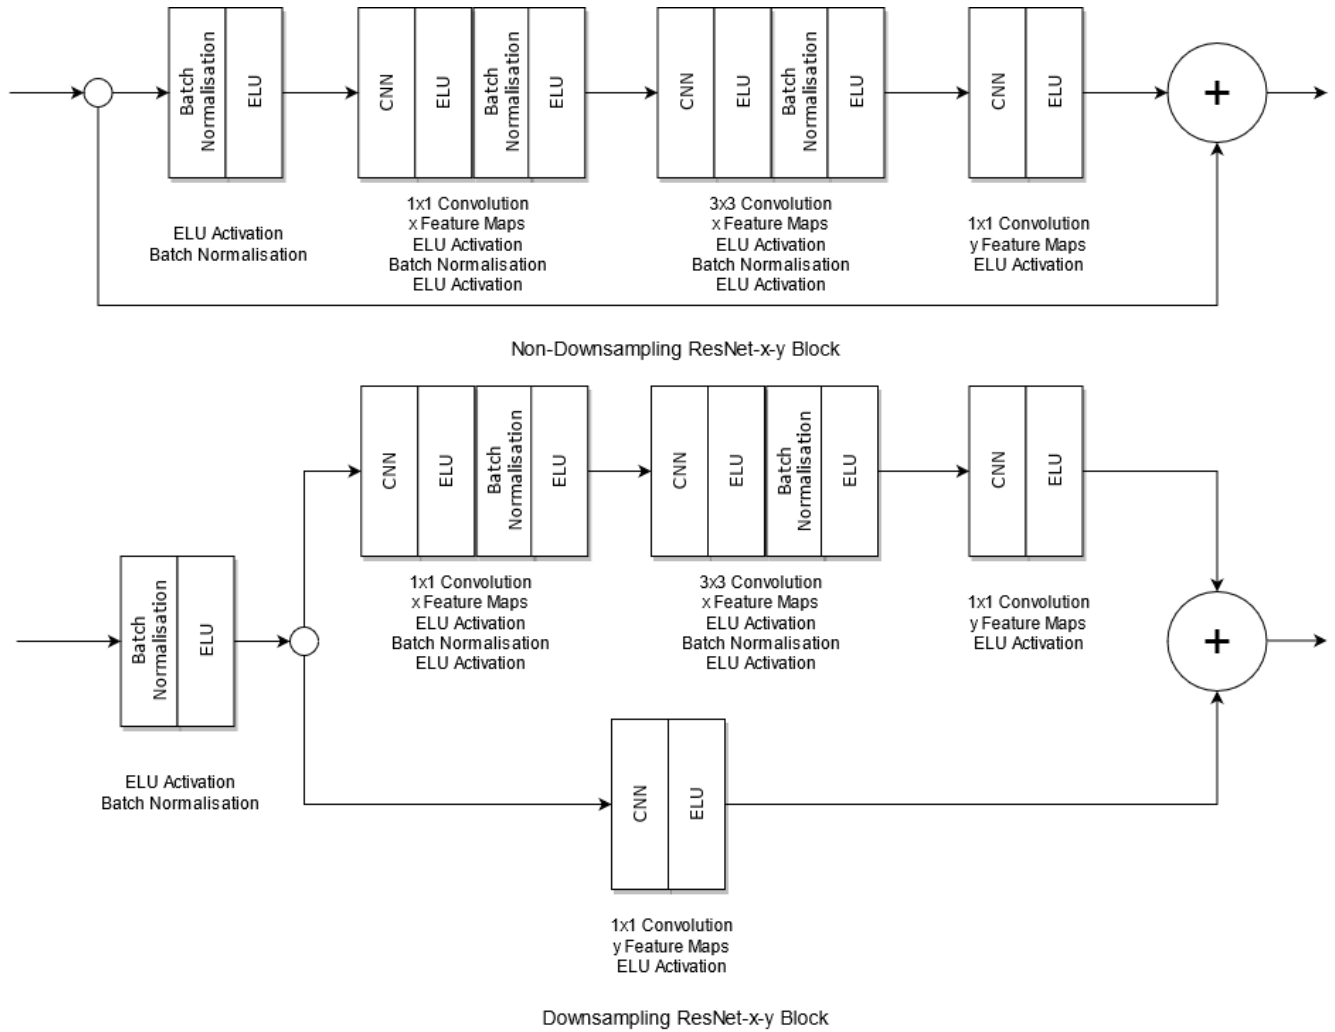 Batch
Normalisation
ELU
CNN
ELU
Batch
Normalisation
ELU
CNN
ELU
Batch
Normalisation
ELU
CNN
ELU
+
ELU Activation
Batch Normalisation
1x1 Convolution
x Feature Maps
ELU Activation
Batch Normalisation
ELU Activation
3x3 Convolution
x Feature Maps
ELU Activation
Batch Normalisation
ELU Activation
1x1 Convolution
y Feature Maps
ELU Activation
Non-Downsampling ResNet-x-y Block
Batch
Normalisation
ELU
ELU Activation
Batch Normalisation
CNN
ELU
Batch
Normalisation
ELU
CNN
ELU
Batch
Normalisation
ELU
CNN
ELU
1x1 Convolution
x Feature Maps
ELU Activation
Batch Normalisation
ELU Activation
3x3 Convolution
x Feature Maps
ELU Activation
Batch Normalisation
ELU Activation
1x1 Convolution
y Feature Maps
ELU Activation
+
CNN
ELU
1x1 Convolution
y Feature Maps
ELU Activation
Downsampling ResNet-x-y Block